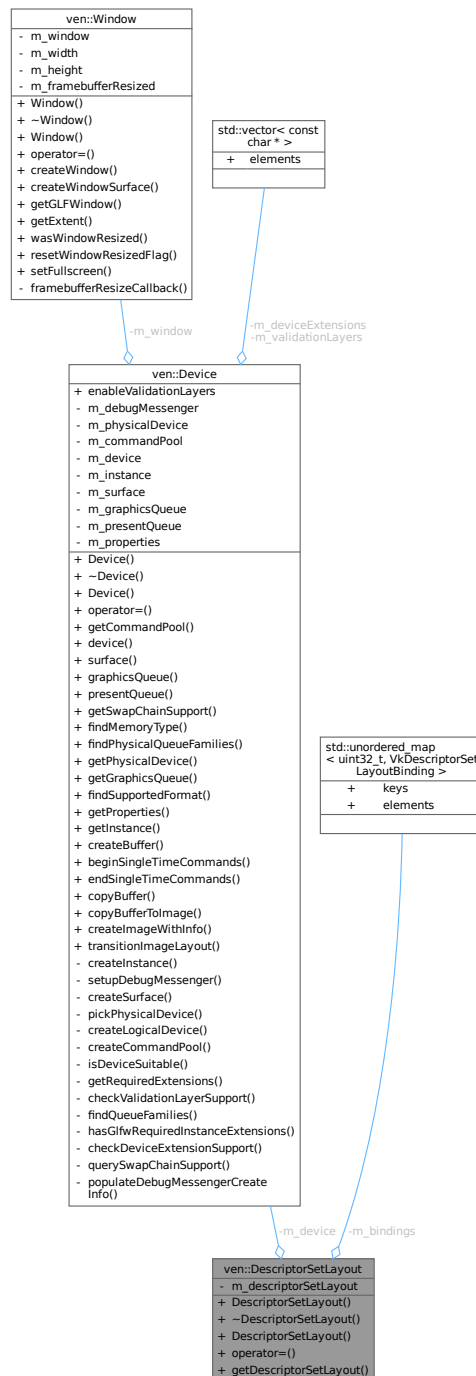 ven::Window
- m_window
- m_width
- m_height
- m_framebufferResized
+ Window()
+ ~Window()
+ Window()
+ operator=()
+ createWindow()
+ createWindowSurface()
+ getGLFWindow()
+ getExtent()
+ wasWindowResized()
+ resetWindowResizedFlag()
+ setFullscreen()
- framebufferResizeCallback()
std::vector< const
char * >
+ elements
-m_window
-m_deviceExtensions
-m_validationLayers
ven::Device
+ enableValidationLayers
- m_debugMessenger
- m_physicalDevice
- m_commandPool
- m_device
- m_instance
- m_surface
- m_graphicsQueue
- m_presentQueue
- m_properties
+ Device()
+ ~Device()
+ Device()
+ operator=()
+ getCommandPool()
+ device()
+ surface()
+ graphicsQueue()
+ presentQueue()
+ getSwapChainSupport()
+ findMemoryType()
+ findPhysicalQueueFamilies()
+ getPhysicalDevice()
+ getGraphicsQueue()
+ findSupportedFormat()
+ getProperties()
+ getInstance()
+ createBuffer()
+ beginSingleTimeCommands()
+ endSingleTimeCommands()
+ copyBuffer()
+ copyBufferToImage()
+ createImageWithInfo()
+ transitionImageLayout()
- createInstance()
- setupDebugMessenger()
- createSurface()
- pickPhysicalDevice()
- createLogicalDevice()
- createCommandPool()
- isDeviceSuitable()
- getRequiredExtensions()
- checkValidationLayerSupport()
- findQueueFamilies()
- hasGlfwRequiredInstanceExtensions()
- checkDeviceExtensionSupport()
- querySwapChainSupport()
- populateDebugMessengerCreate
Info()
std::unordered_map
< uint32_t, VkDescriptorSet
LayoutBinding >
+ keys
+ elements
-m_device
-m_bindings
ven::DescriptorSetLayout
- m_descriptorSetLayout
+ DescriptorSetLayout()
+ ~DescriptorSetLayout()
+ DescriptorSetLayout()
+ operator=()
+ getDescriptorSetLayout()